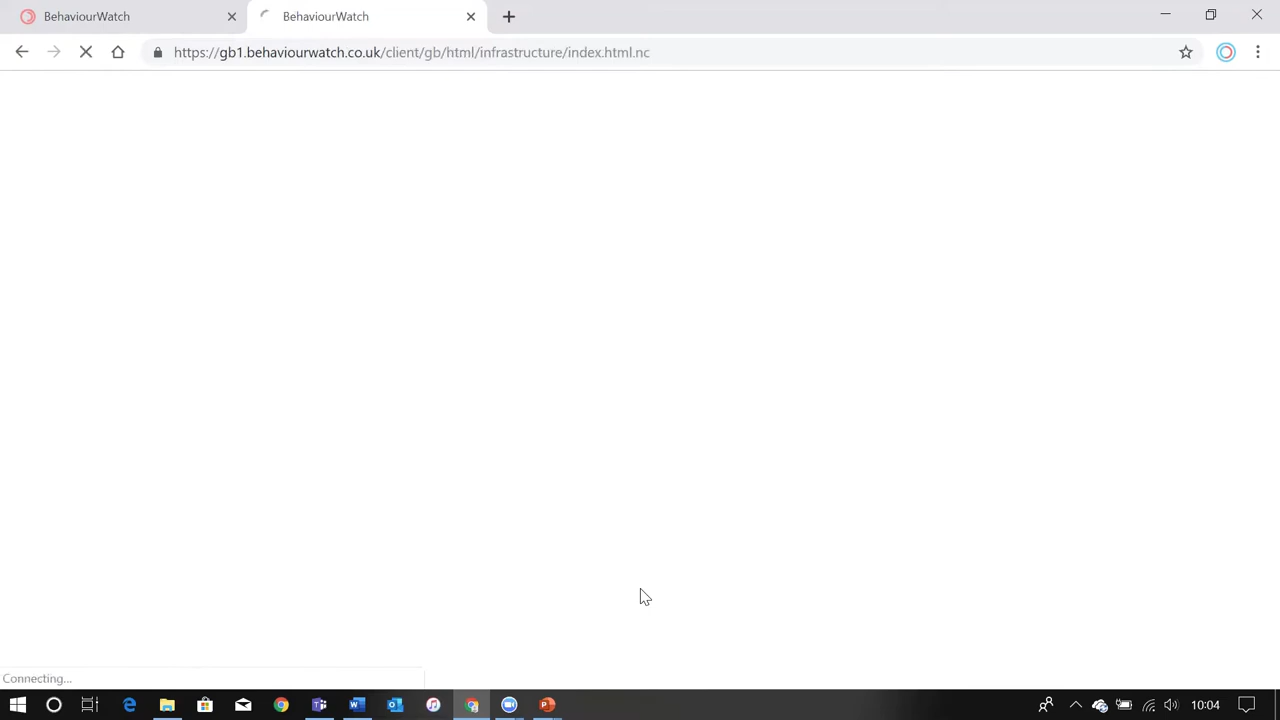 BehaviourWatch
BehaviourWatch
https://gb1.behaviourwatch.co.uk/client/gb/html/infrastructure/index.html.nc
Connecting...
10:04